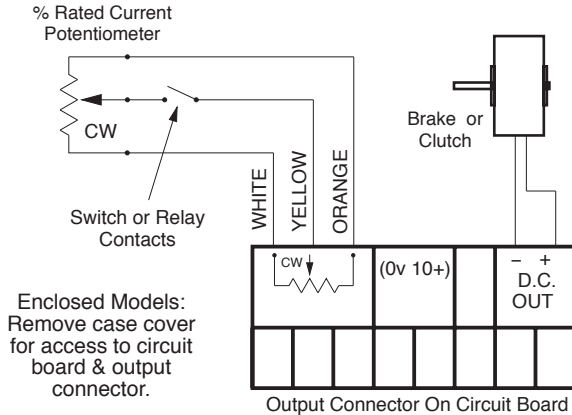 % Rated Current
Potentiometer
CW
Switch or Relay
Contacts
WHITE
YELLOW
ORANGE
Brake or
Clutch
CW
(0v 10+)
– +
D.C.
OUT
Enclosed Models:
Remove case cover
for access to circuit
board & output
connector.
Output Connector On Circuit Board